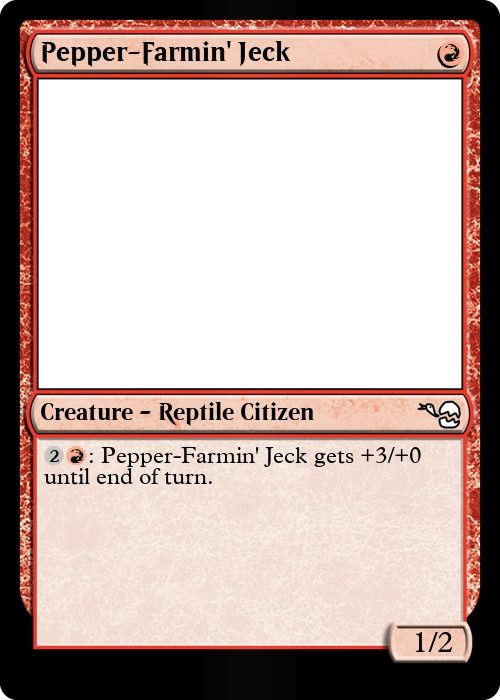 Pepper-Farmin' Jeck
Creature - Reptile Citizen
2 : Pepper-Farmin' Jeck gets +3/+0
until end of turn.
1/2